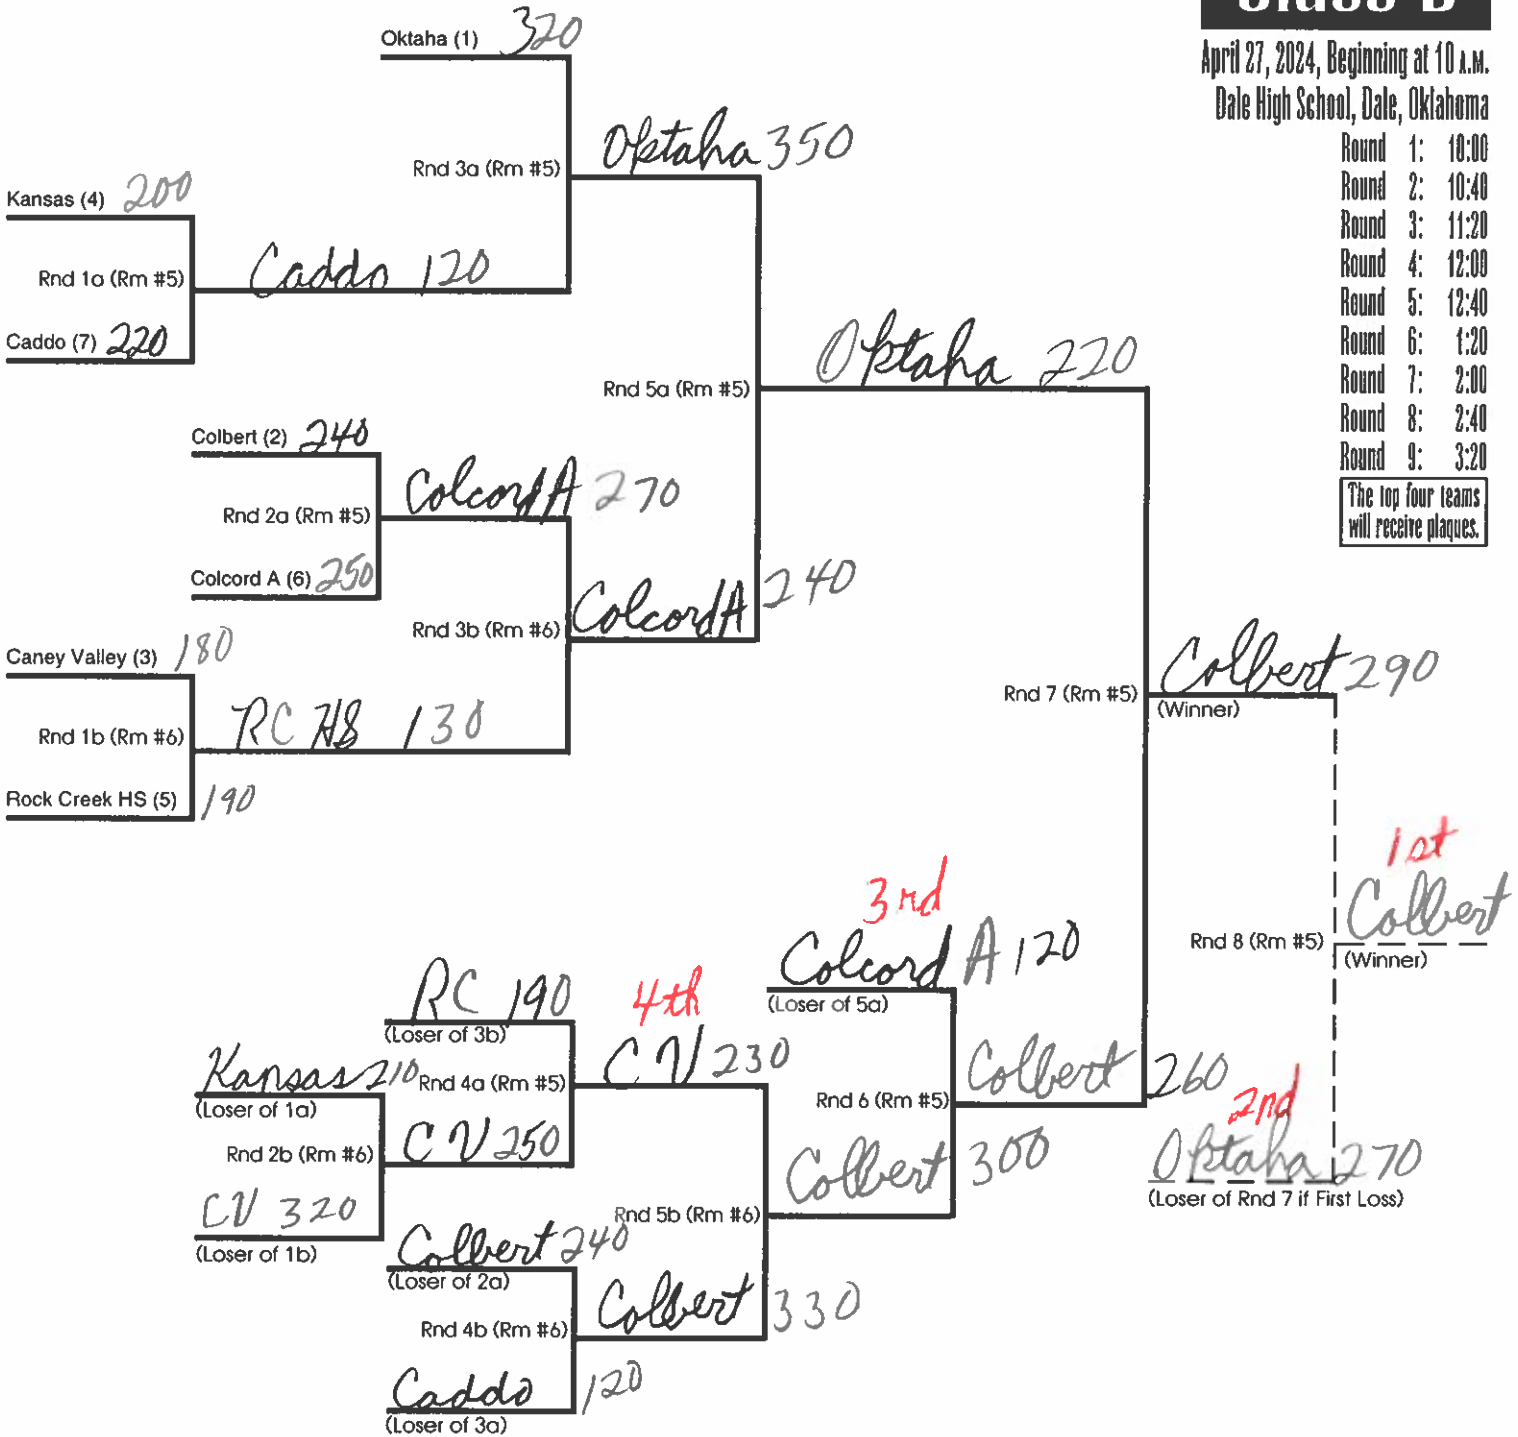 April 27, 2024, Beginning at 10 A.M.
Dale High School, Dale, Oklahoma
Round 1: 10:00
Round 2: 10:40
Round 3: 11:20
Round 4: 12:00
Round 5: 12:40
Round 6: 1:20
Round 7: 2:00
Round 8: 2:40
Round 9: 3:20
The top four teams
will receive plaques.
Oktaha (1) 320
Rnd 3a (Rm #5)
Oktaha 350
Kansas (4) 200
Rnd 1a (Rm #5)
Caddo 120
Caddo (7) 220
Rnd 5a (Rm #5)
Oktaha 220
Colbert (2) 240
Rnd 2a (Rm #5)
Colcord A 270
Colcord A (6) 250
Rnd 3b (Rm #6)
Colcord A 240
Caney Valley (3) 180
Rnd 1b (Rm #6)
RC HS 130
Rock Creek HS (5) 190
Rnd 7 (Rm #5)
Colbert 290
(Winner)
1st
Colbert
Rnd 8 (Rm #5)
(Winner)
3rd
Colcord A 120
(Loser of 5a)
RC 190
(Loser of 3b)
4th
CV 230
Kansas 210
(Loser of 1a)
Rnd 4a (Rm #5)
Rnd 6 (Rm #5)
Colbert 260
Rnd 2b (Rm #6)
CV 250
CV 320
(Loser of 1b)
2nd
Oktaha 270
(Loser of Rnd 7 if First Loss)
Colbert 300
Rnd 5b (Rm #6)
Colbert 240
(Loser of 2a)
Rnd 4b (Rm #6)
Colbert 330
Caddo 120
(Loser of 3a)